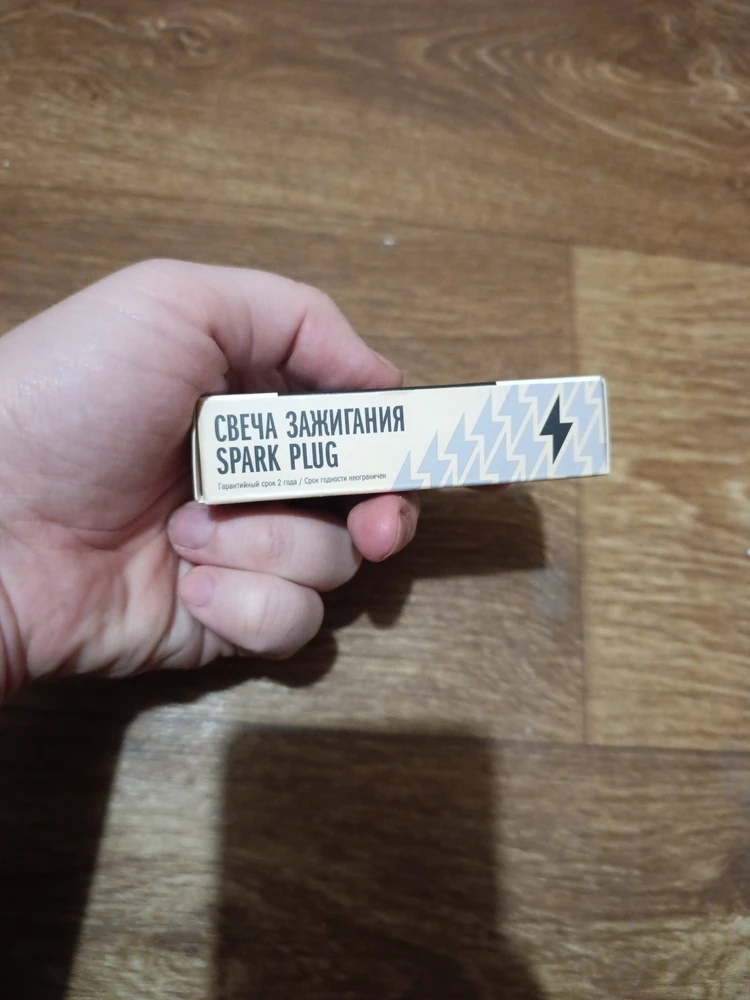 СВЕЧА ЗАЖИГАНИЯ
SPARK PLUG
Гарантийный срок 2 года / Срок годности неограничен